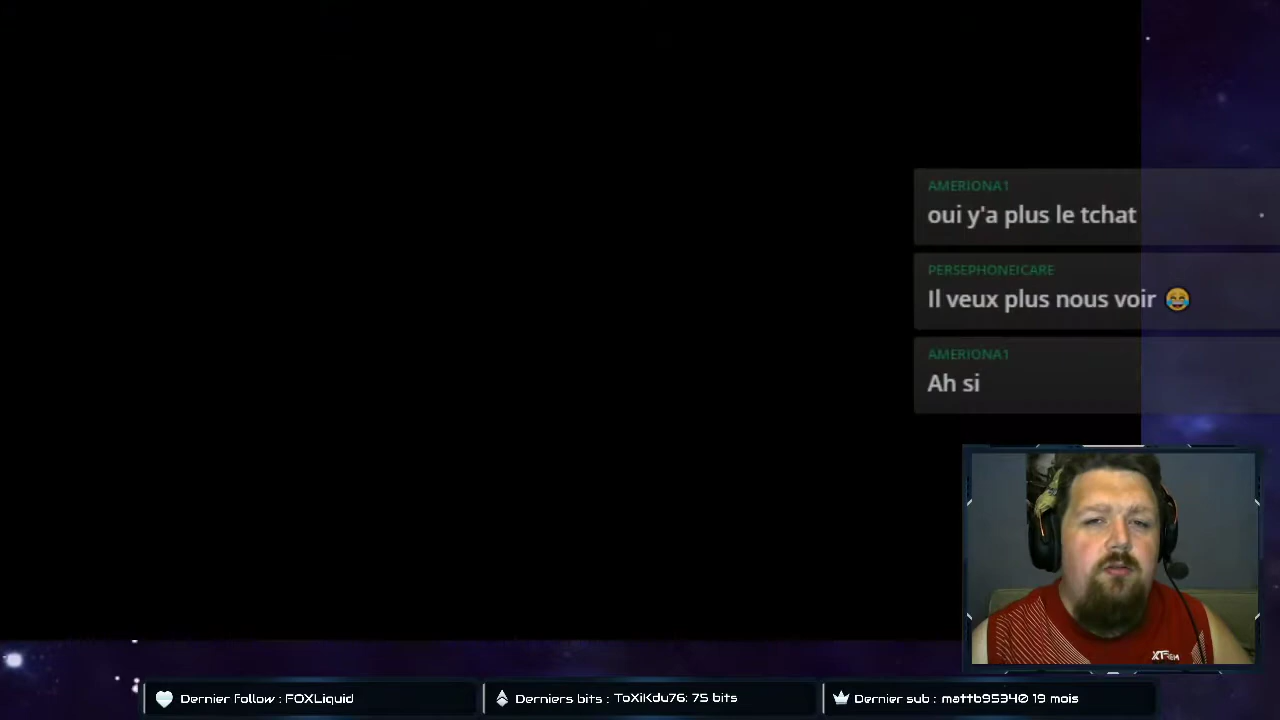 AMERIONA1
oui y'a plus le tchat
PERSEPHONEICARE
Il veux plus nous voir 😂
AMERIONA1
Ah si
Dernier follow : FOXLiquid
Derniers bits : ToXiKdu76: 75 bits
Dernier sub : mattb95340 19 mois